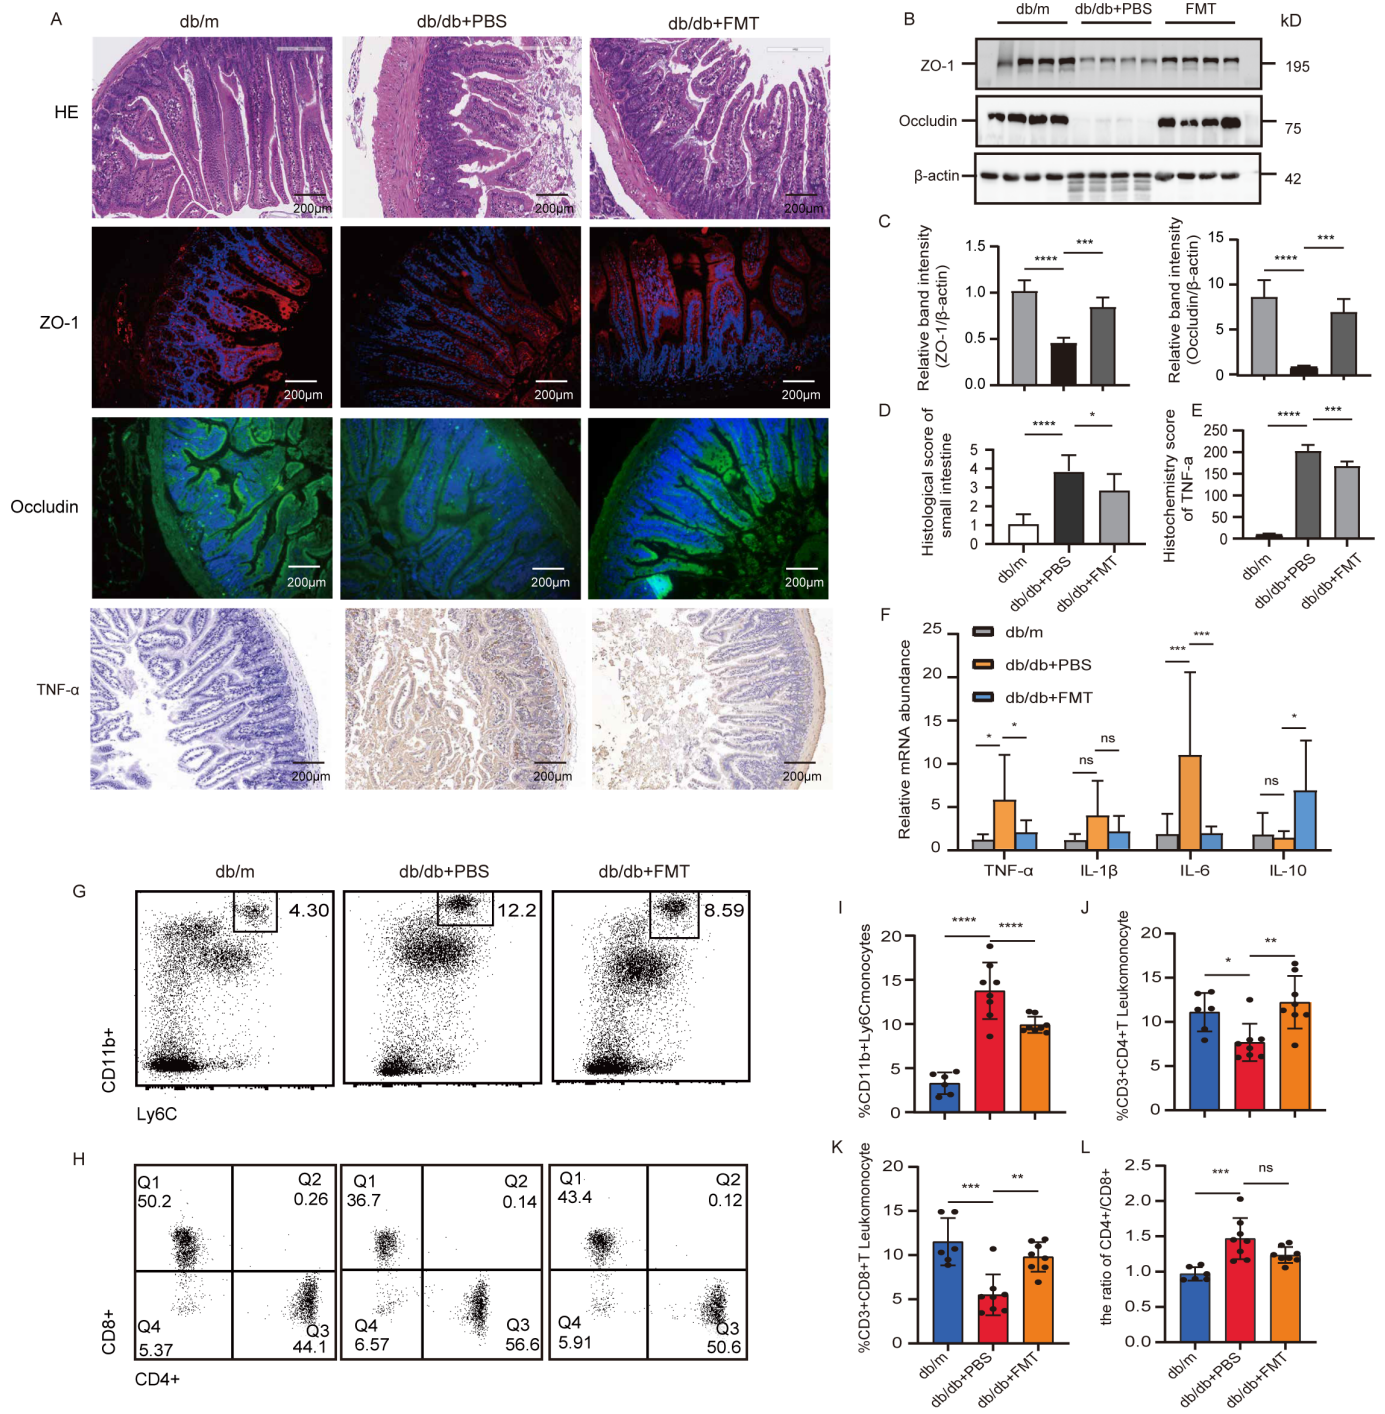 A
db/m
db/db+PBS
db/db+FMT
HE
200μm
200μm
200μm
ZO-1
200μm
200μm
200μm
Occludin
200μm
200μm
200μm
TNF-α
200μm
200μm
200μm
B
db/m
db/db+PBS
FMT
kD
ZO-1
195
Occludin
75
β-actin
42
C
Relative band intensity
(ZO-1/β-actin)
1.5
1.0
0.5
0.0
****
***
Relative band intensity
(Occludin/β-actin)
15
10
5
0
****
***
D
Histological score of
small intestine
5
4
3
2
1
0
****
*
db/m
db/db+PBS
db/db+FMT
E
Histochemistry score
of TNF-a
250
200
150
100
50
0
****
***
db/m
db/db+PBS
db/db+FMT
F
Relative mRNA abundance
25
20
15
10
5
0
db/m
db/db+PBS
db/db+FMT
*
*
ns
ns
***
***
ns
*
TNF-α
IL-1β
IL-6
IL-10
G
db/m
db/db+PBS
db/db+FMT
4.30
12.2
8.59
CD11b+
Ly6C
H
Q1
50.2
Q2
0.26
Q4
5.37
Q3
44.1
Q1
36.7
Q2
0.14
Q4
6.57
Q3
56.6
Q1
43.4
Q2
0.12
Q4
5.91
Q3
50.6
CD8+
CD4+
I
%CD11b+Ly6Cmonocytes
20
15
10
5
0
****
****
J
%CD3+CD4+T Leukomonocyte
20
15
10
5
0
*
**
K
%CD3+CD8+T Leukomonocyte
20
15
10
5
0
***
**
db/m
db/db+PBS
db/db+FMT
L
the ratio of CD4+/CD8+
2.5
2.0
1.5
1.0
0.5
0.0
***
ns
db/m
db/db+PBS
db/db+FMT